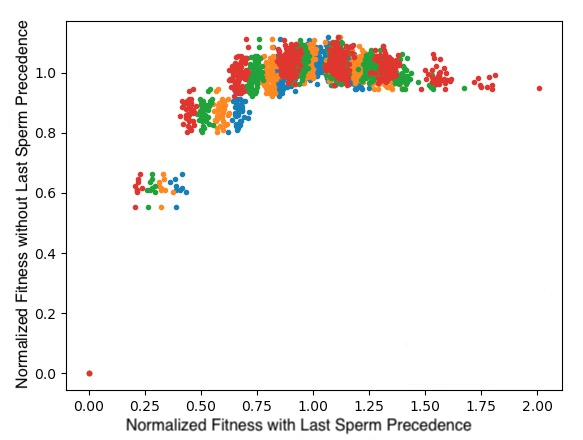 Normalized Fitness without Last Sperm Precedence
1.0
0.8
0.6
0.4
0.2
0.0
0.00 0.25 0.50 0.75 1.00 1.25 1.50 1.75 2.00
Normalized Fitness with Last Sperm Precedence